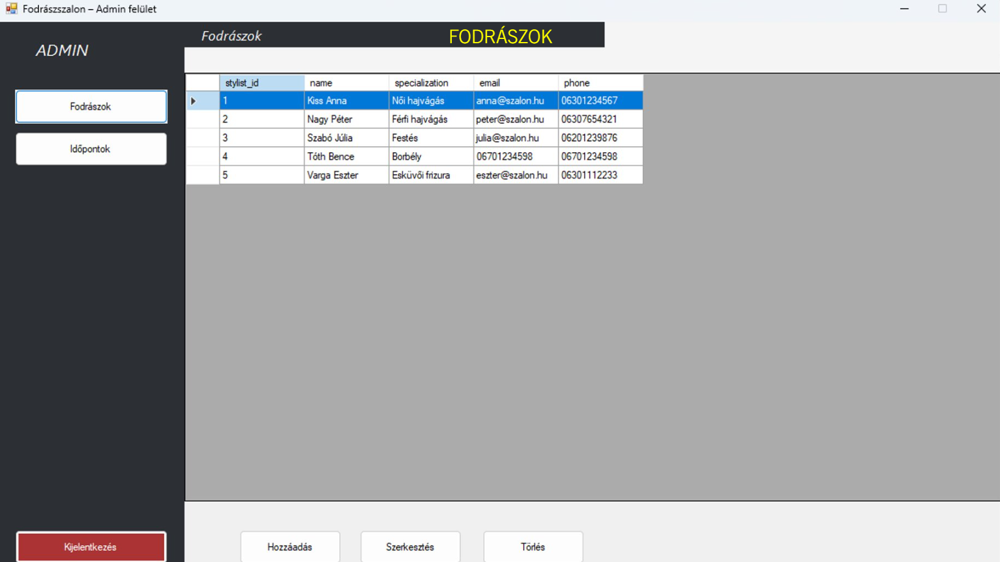 Fodrászszalon – Admin felület
ADMIN
Fodrászok
FODRÁSZOK
Fodrászok
Időpontok
stylist_id name specialization email phone
1 Kiss Anna Női hajvágás anna@szalon.hu 06301234567
2 Nagy Péter Férfi hajvágás peter@szalon.hu 06307654321
3 Szabó Júlia Festés julia@szalon.hu 06201239876
4 Tóth Bence Borbély 06701234598 06701234598
5 Varga Eszter Esküvői frizura eszter@szalon.hu 06301112233
Kijelentkezés
Hozzáadás
Szerkesztés
Törlés